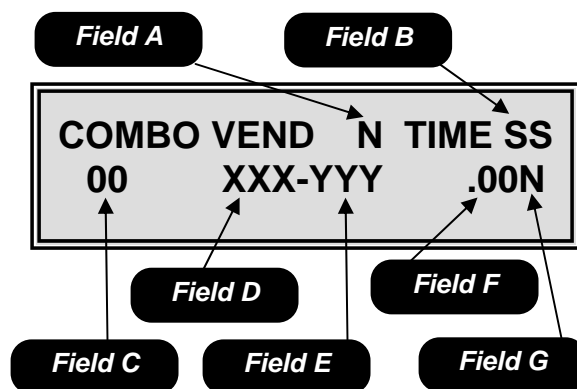 Field A Field B
COMBO VEND N TIME SS
00 XXX-YYY .00N
Field D Field F
Field C Field E Field G